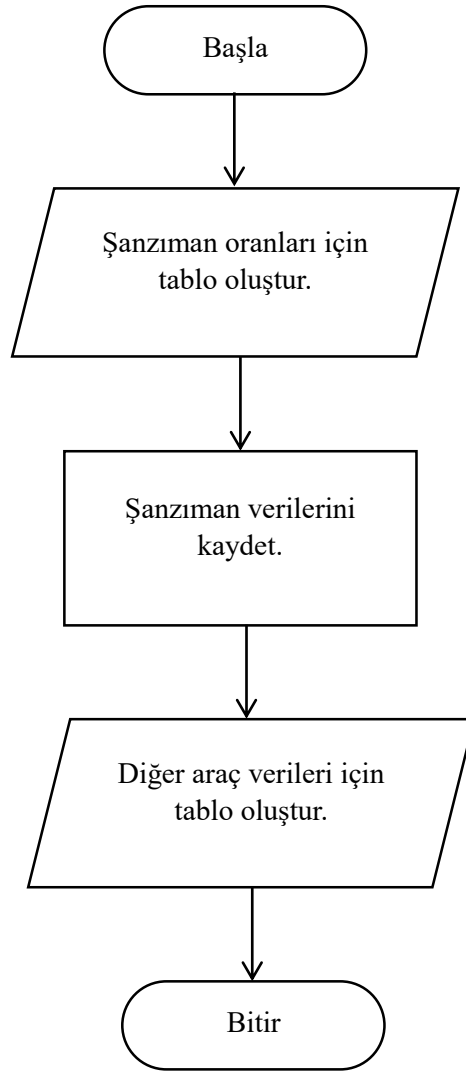 Başla
Şanzıman oranları için
tablo oluştur.
Şanzıman verilerini
kaydet.
Diğer araç verileri için
tablo oluştur.
Bitir